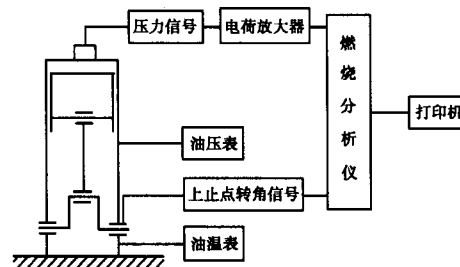 压力信号
电荷放大器
燃烧分析仪
打印机
油压表
上止点转角信号
油温表